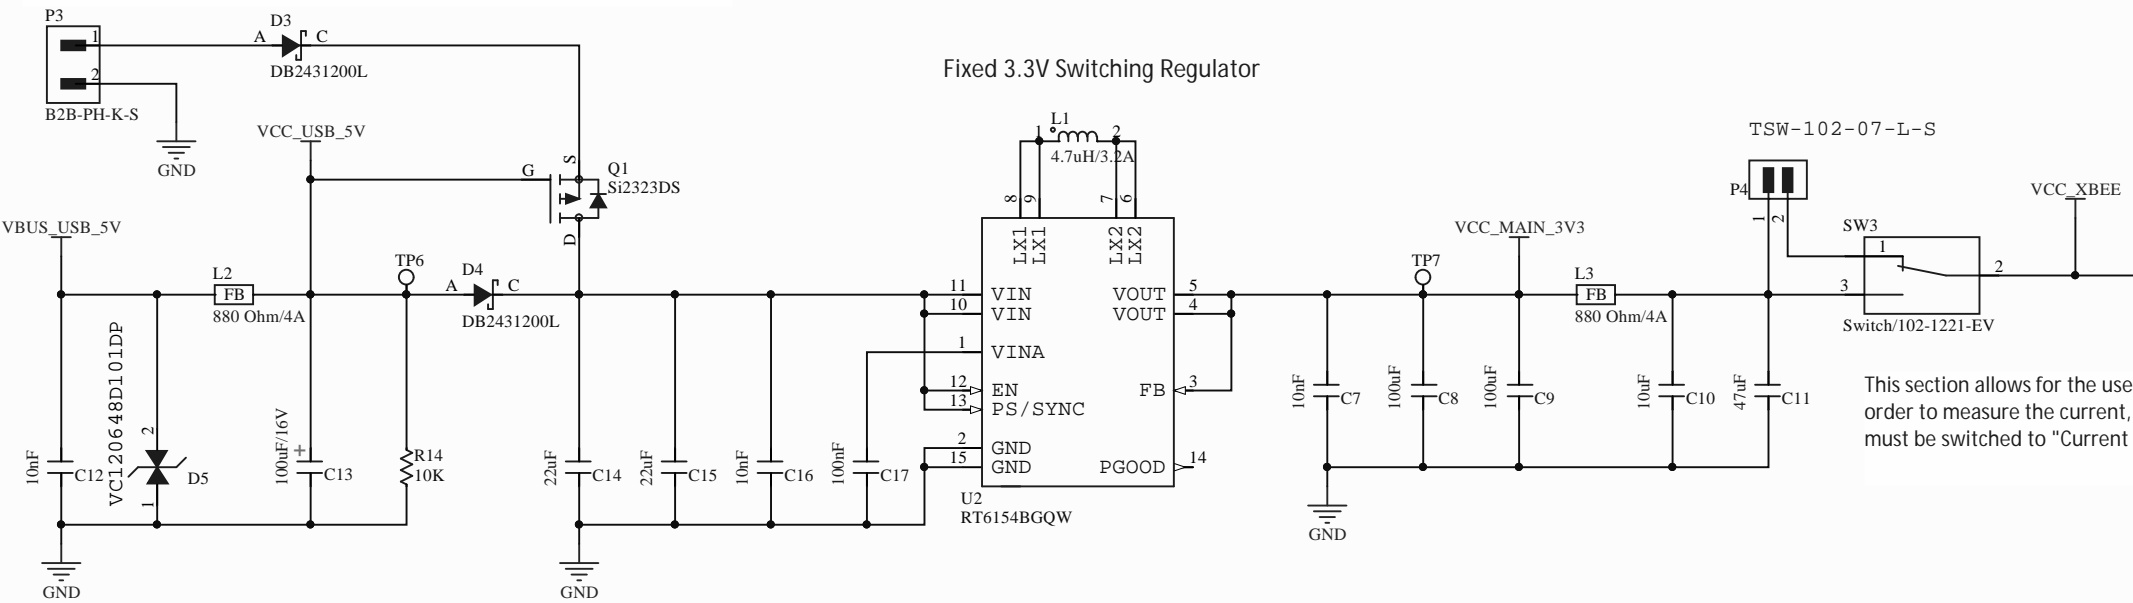 P3
1
2
B2B-PH-K-S
GND
D3
A
C
DB2431200L
VCC_USB_5V
G
S
D
Q1
Si2323DS
VBUS_USB_5V
L2
FB
880 Ohm/4A
TP6
D4
A
C
DB2431200L
10nF
C12
VC120648D101DP
2
1
D5
100uF/16V
+
C13
R14
10K
GND
22uF
C14
22uF
C15
10nF
C16
100nF
C17
GND
Fixed 3.3V Switching Regulator
L1
1
2
4.7uH/3.2A
8
9
7
6
LX1
LX1
LX2
LX2
11
VIN
10
VIN
1
VINA
12
EN
13
PS/SYNC
2
GND
15
GND
VOUT
5
VOUT
4
FB
3
PGOOD
14
U2
RT6154BGQW
10nF
C7
TP7
100uF
C8
VCC_MAIN_3V3
100uF
C9
GND
L3
FB
880 Ohm/4A
10uF
C10
47uF
C11
TSW-102-07-L-S
P4
1
2
SW3
1
3
2
Switch/102-1221-EV
VCC_XBEE
This section allows for the use
order to measure the current,
must be switched to "Current